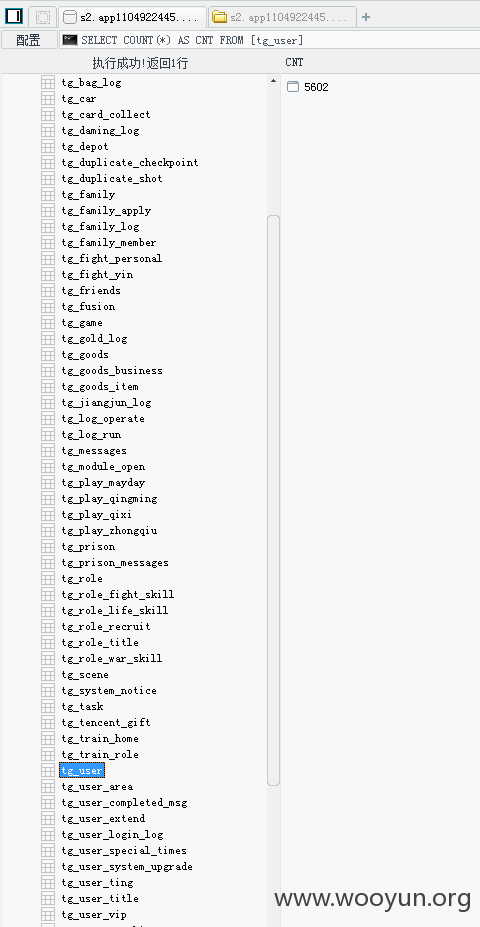 s2. app1104922445....
s2. app1104922445....
配置
SELECT COUNT(*) AS CNT FROM [tg_user]
执行成功!返回1行
CNT
5602
tg_bag_log
tg_car
tg_card_collect
tg_daming_log
tg_depot
tg_duplicate_checkpoint
tg_duplicate_shot
tg_family
tg_family_apply
tg_family_log
tg_family_member
tg_fight_personal
tg_fight_yin
tg_friends
tg_fusion
tg_game
tg_gold_log
tg_goods
tg_goods_business
tg_goods_item
tg_jiangjun_log
tg_log_operate
tg_log_run
tg_messages
tg_module_open
tg_play_mayday
tg_play_qingming
tg_play_qixi
tg_play_zhongqiu
tg_prison
tg_prison_messages
tg_role
tg_role_fight_skill
tg_role_life_skill
tg_role_recruit
tg_role_title
tg_role_war_skill
tg_scene
tg_system_notice
tg_task
tg_tencent_gift
tg_train_home
tg_train_role
tg_user
tg_user_area
tg_user_completed_msg
tg_user_extend
tg_user_login_log
tg_user_special_times
tg_user_system_upgrade
tg_user_ting
tg_user_title
tg_user_vip
www.wooyun.org